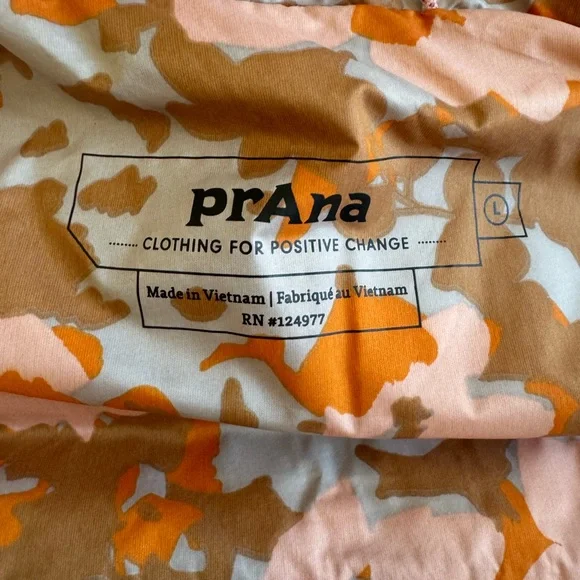 prAna
CLOTHING FOR POSITIVE CHANGE
L
Made in Vietnam | Fabriqué au Vietnam
RN #124977